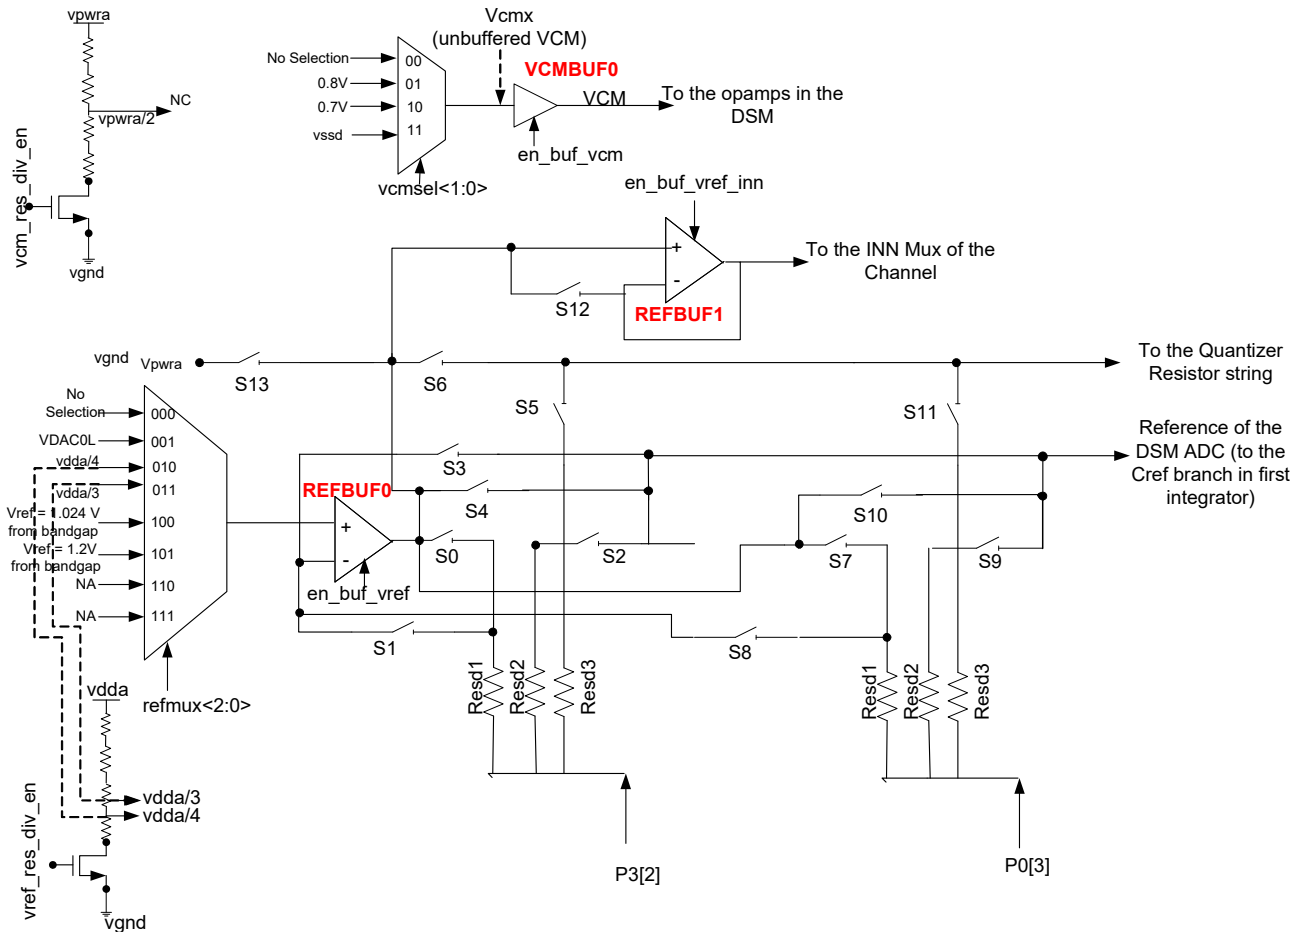 vpwra
NC
vpwra/2
vcm_res_div_en
vgnd
Vcmx
(unbuffered VCM)
No Selection
00
0.8V
01
0.7V
10
vssd
11
VCMBUF0
VCM
To the opamps in the
DSM
en_buf_vcm
vcmsel<1:0>
en_buf_vref_inn
+
-
S12
REFBUF1
To the INN Mux of the
Channel
vgnd
Vpwra
S13
S6
To the Quantizer
Resistor string
No
Selection
000
VDAC0L
001
vdda/4
010
vdda/3
011
Vref = 1.024 V
from bandgap
100
Vref = 1.2V
from bandgap
101
NA
110
NA
111
refmux<2:0>
S5
S11
S3
Reference of the
DSM ADC (to the
Cref branch in first
integrator)
REFBUF0
+
-
en_buf_vref
S4
S0
S2
S10
S7
S9
S1
S8
Resd1
Resd2
Resd3
Resd1
Resd2
Resd3
P3[2]
P0[3]
vdda
vdda/3
vdda/4
vref_res_div_en
vgnd